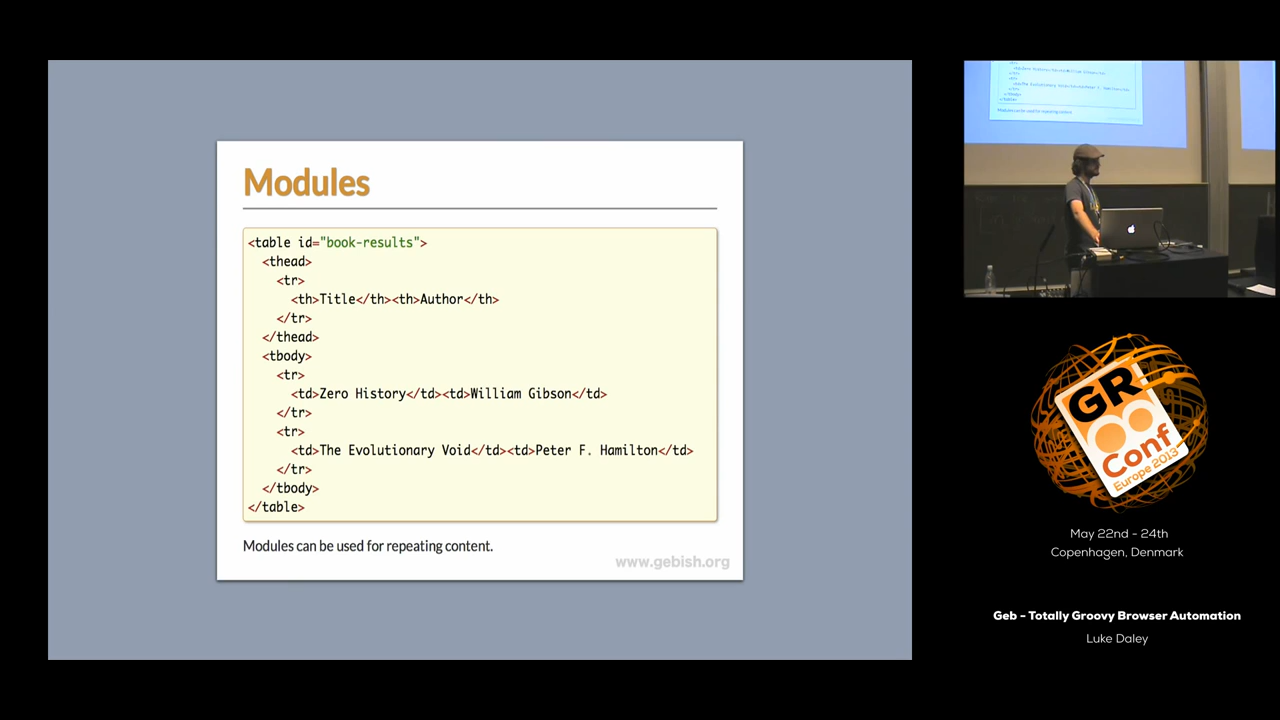 Modules
<table id="book-results">
<thead>
<tr>
<th>Title</th><th>Author</th>
</tr>
</thead>
<tbody>
<tr>
<td>Zero History</td><td>William Gibson</td>
</tr>
<tr>
<td>The Evolutionary Void</td><td>Peter F. Hamilton</td>
</tr>
</tbody>
</table>
Modules can be used for repeating content.
www.gebish.org
GR
8
Conf
Europe 2013
May 22nd - 24th
Copenhagen, Denmark
Geb - Totally Groovy Browser Automation
Luke Daley